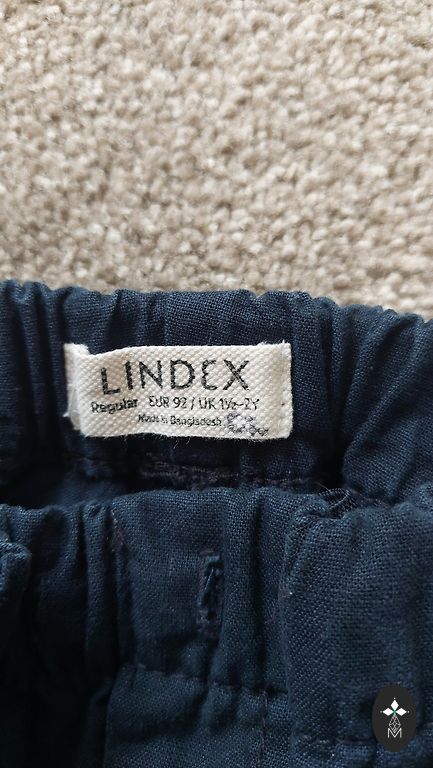 LINDEX
Regular EUR 92 / UK 1½-2Y
Made in Bangladesh
M